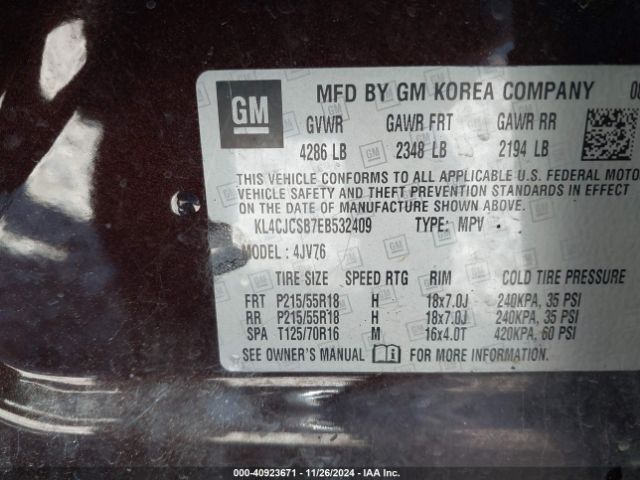 GM
MFD BY GM KOREA COMPANY
GVWR GAWR FRT GAWR RR
4286 LB 2348 LB 2194 LB
THIS VEHICLE CONFORMS TO ALL APPLICABLE U.S. FEDERAL MOTO
VEHICLE SAFETY AND THEFT PREVENTION STANDARDS IN EFFECT
ON THE DATE OF MANUFACTURE SHOWN ABOVE.
KL4CJCSB7EB532409 TYPE: MPV
MODEL: 4JV76
TIRE SIZE SPEED RTG RIM COLD TIRE PRESSURE
FRT P215/55R18 H 18x7.0J 240KPA, 35 PSI
RR P215/55R18 H 18x7.0J 240KPA, 35 PSI
SPA T125/70R16 M 16x4.0T 420KPA, 60 PSI
SEE OWNER'S MANUAL FOR MORE INFORMATION.
000-40923671 - 11/26/2024 - IAA Inc.